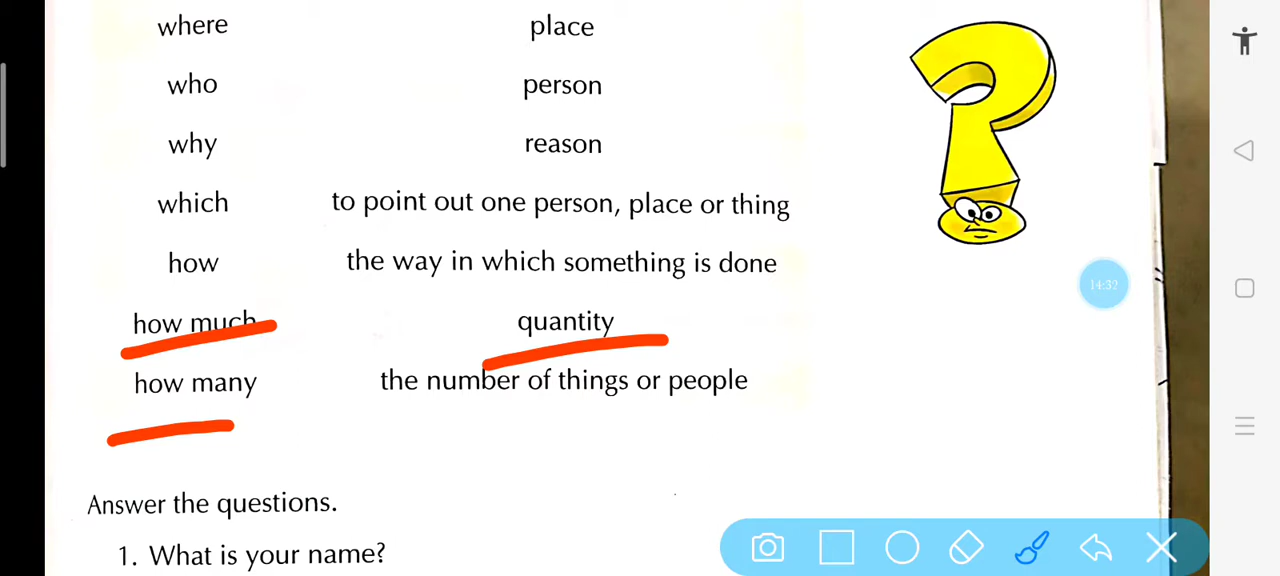 where place
who person
why reason
which to point out one person, place or thing
how the way in which something is done
14:32
how much quantity
how many the number of things or people
Answer the questions.
1. What is your name?